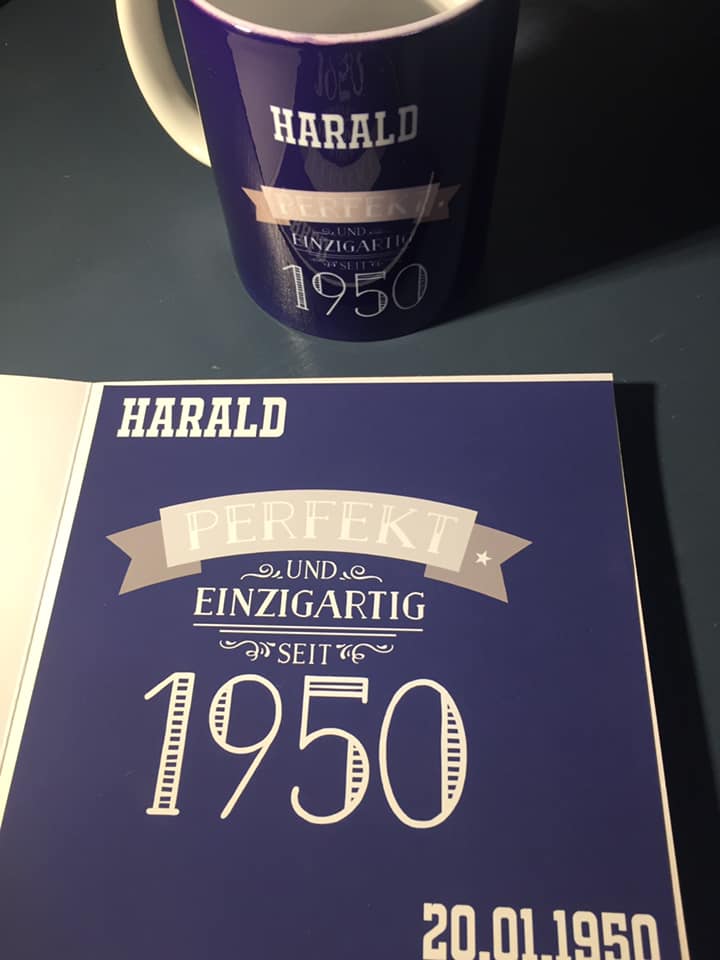 HARALD
PERFEKT
UND
EINZIGARTIG
SEIT
1950
HARALD
PERFEKT
UND
EINZIGARTIG
SEIT
1950
20.01.1950